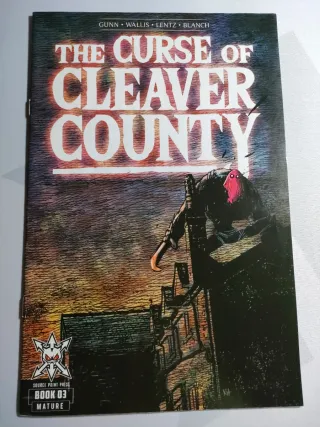 GUNN • WALLIS • LENTZ • BLANCH
THE CURSE OF
CLEAVER
COUNTY
SOURCE POINT PRESS
BOOK 03
MATURE